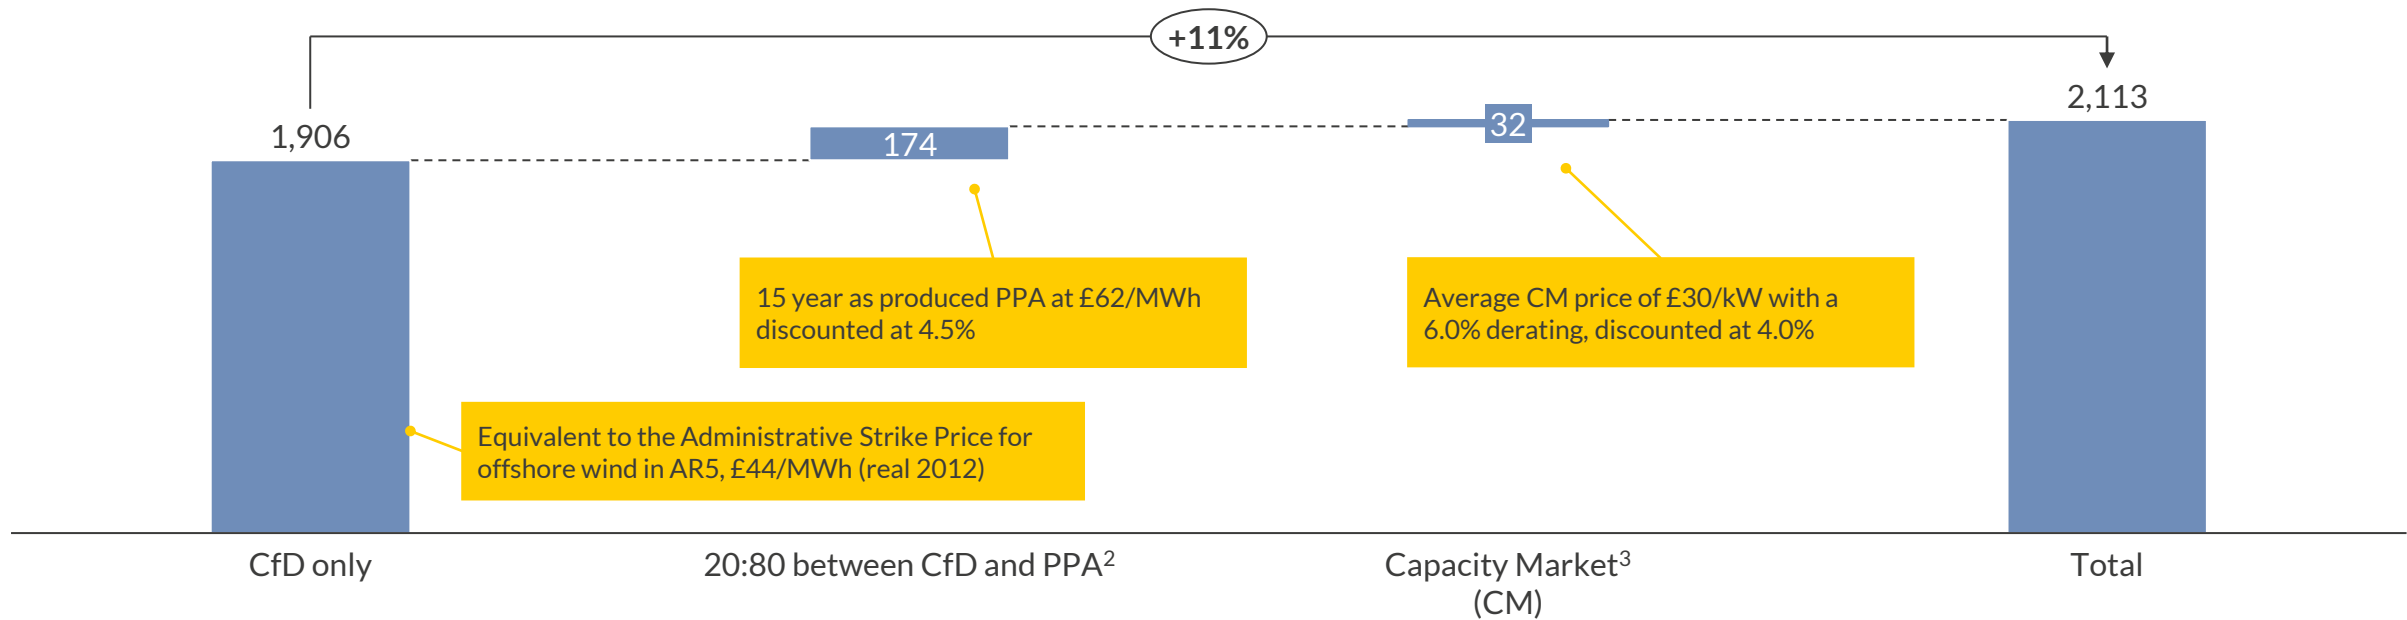 +11%
1,906
174
32
2,113
15 year as produced PPA at £62/MWh
discounted at 4.5%
Average CM price of £30/kW with a
6.0% derating, discounted at 4.0%
Equivalent to the Administrative Strike Price for
offshore wind in AR5, £44/MWh (real 2012)
CfD only
20:80 between CfD and PPA²
Capacity Market³
(CM)
Total